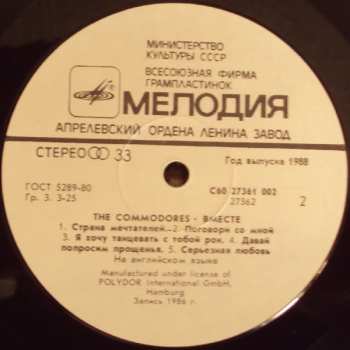 МИНИСТЕРСТВО
КУЛЬТУРЫ СССР
ВСЕСОЮЗНАЯ ФИРМА
ГРАМПЛАСТИНОК
МЕЛОДИЯ
АПРЕЛЕВСКИЙ ОРДЕНА ЛЕНИНА ЗАВОД
СТЕРЕО 33
Год выпуска 1988
ГОСТ 5289-80
Гр. 3. 3-25
С60 27361 002
27362
2
THE COMMODORES - ВМЕСТЕ
1. Страна мечтателей. 2. Поговори со мной
3. Я хочу танцевать с тобой рок. 4. Давай
попросим прощенья. 5. Серьезная любовь
На английском языке
Manufactured under license of
POLYDOR International GmbH,
Hamburg
Запись 1986 г.